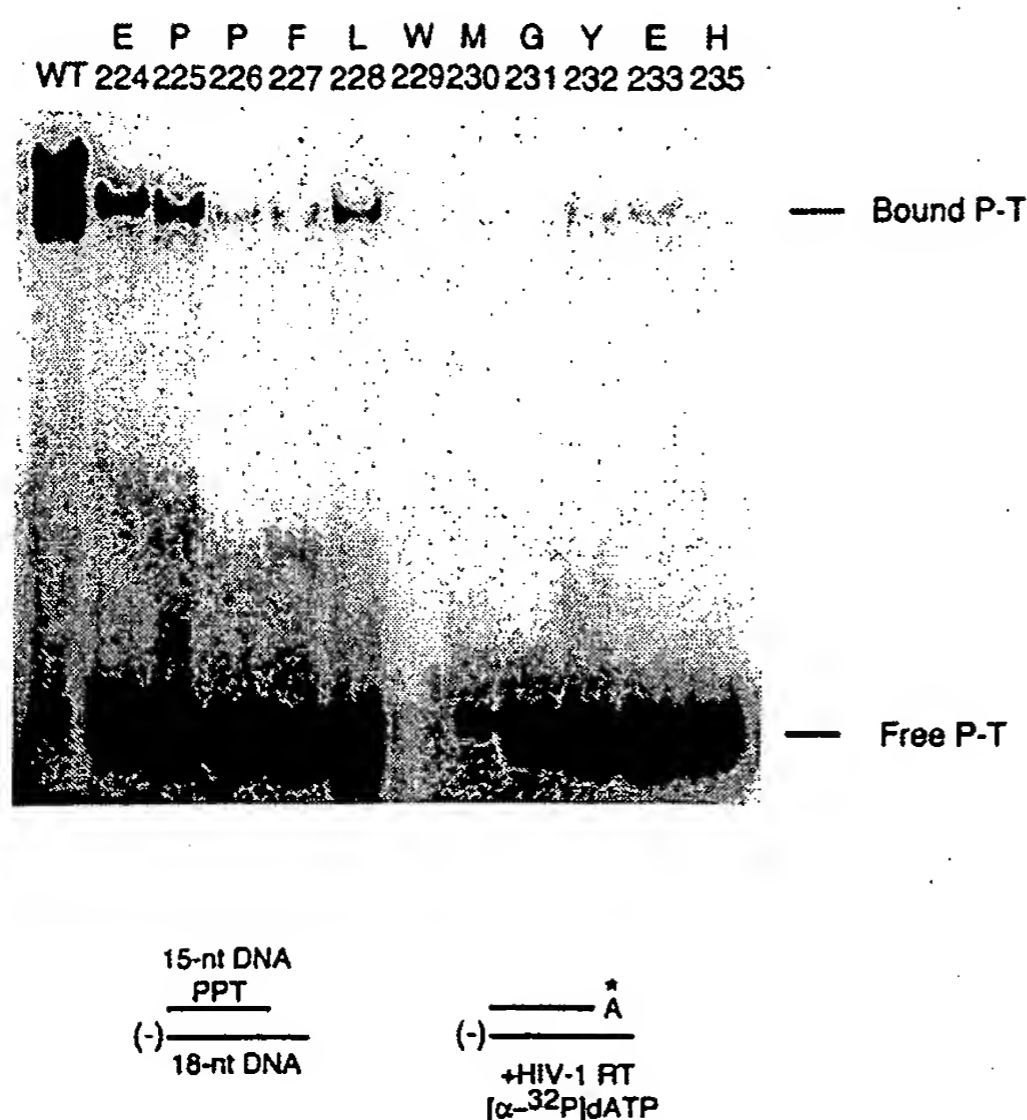 E P P F L W M G Y E H
WT 224 225 226 227 228 229 230 231 232 233 235
Bound P-T
Free P-T
15-nt DNA
PPT
(-)
18-nt DNA
*
A
(-)
+HIV-1 RT
[α-³²P]dATP